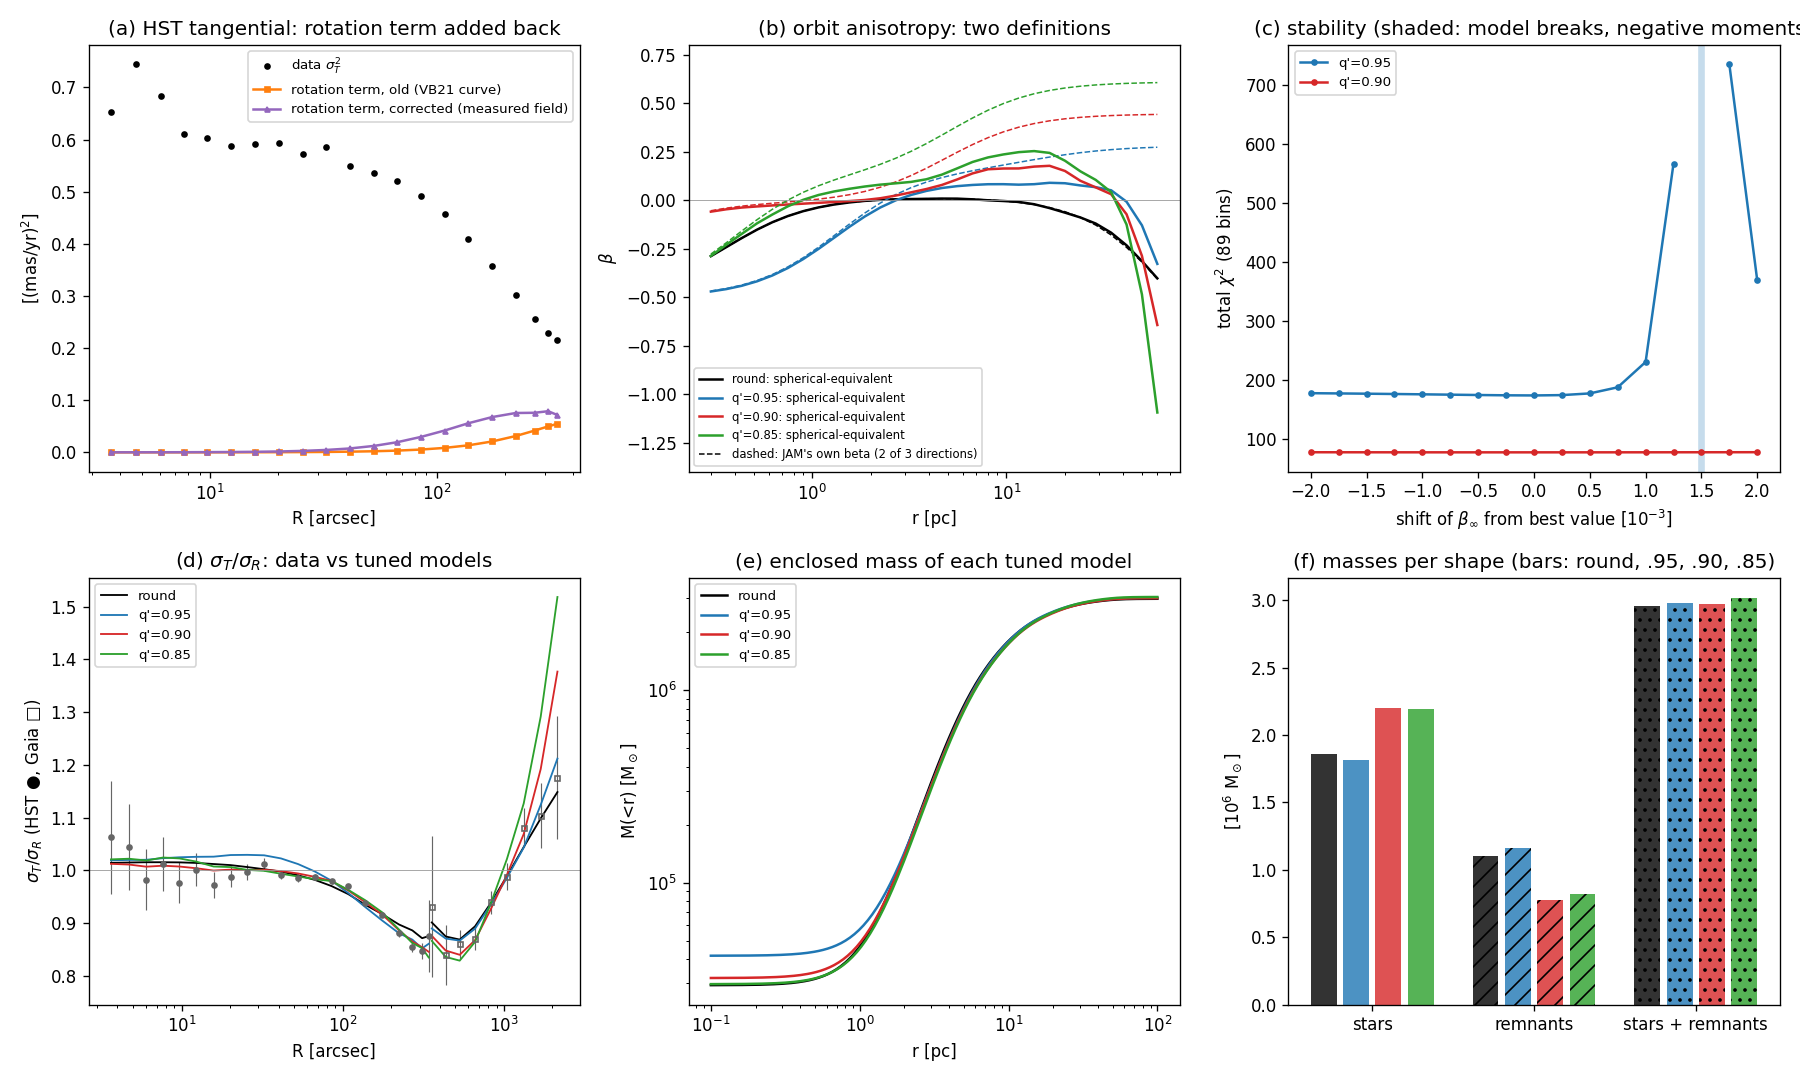 (a) HST tangential: rotation term added back
data σ_T^2
rotation term, old (VB21 curve)
rotation term, corrected (measured field)
[(mas/yr)^2]
0.7
0.6
0.5
0.4
0.3
0.2
0.1
0.0
10^1
10^2
R [arcsec]
(b) orbit anisotropy: two definitions
β
0.75
0.50
0.25
0.00
−0.25
−0.50
−0.75
−1.00
−1.25
round: spherical-equivalent
q'=0.95: spherical-equivalent
q'=0.90: spherical-equivalent
q'=0.85: spherical-equivalent
dashed: JAM's own beta (2 of 3 directions)
10^0
10^1
r [pc]
(c) stability (shaded: model breaks, negative moments
q'=0.95
q'=0.90
total χ^2 (89 bins)
700
600
500
400
300
200
100
−2.0
−1.5
−1.0
−0.5
0.0
0.5
1.0
1.5
2.0
shift of β_∞ from best value [10^−3]
(d) σ_T/σ_R: data vs tuned models
round
q'=0.95
q'=0.90
q'=0.85
σ_T/σ_R (HST ●, Gaia □)
1.5
1.4
1.3
1.2
1.1
1.0
0.9
0.8
10^1
10^2
10^3
R [arcsec]
(e) enclosed mass of each tuned model
round
q'=0.95
q'=0.90
q'=0.85
M(<r) [M_⊙]
10^6
10^5
10^−1
10^0
10^1
10^2
r [pc]
(f) masses per shape (bars: round, .95, .90, .85)
[10^6 M_⊙]
3.0
2.5
2.0
1.5
1.0
0.5
0.0
stars
remnants
stars + remnants